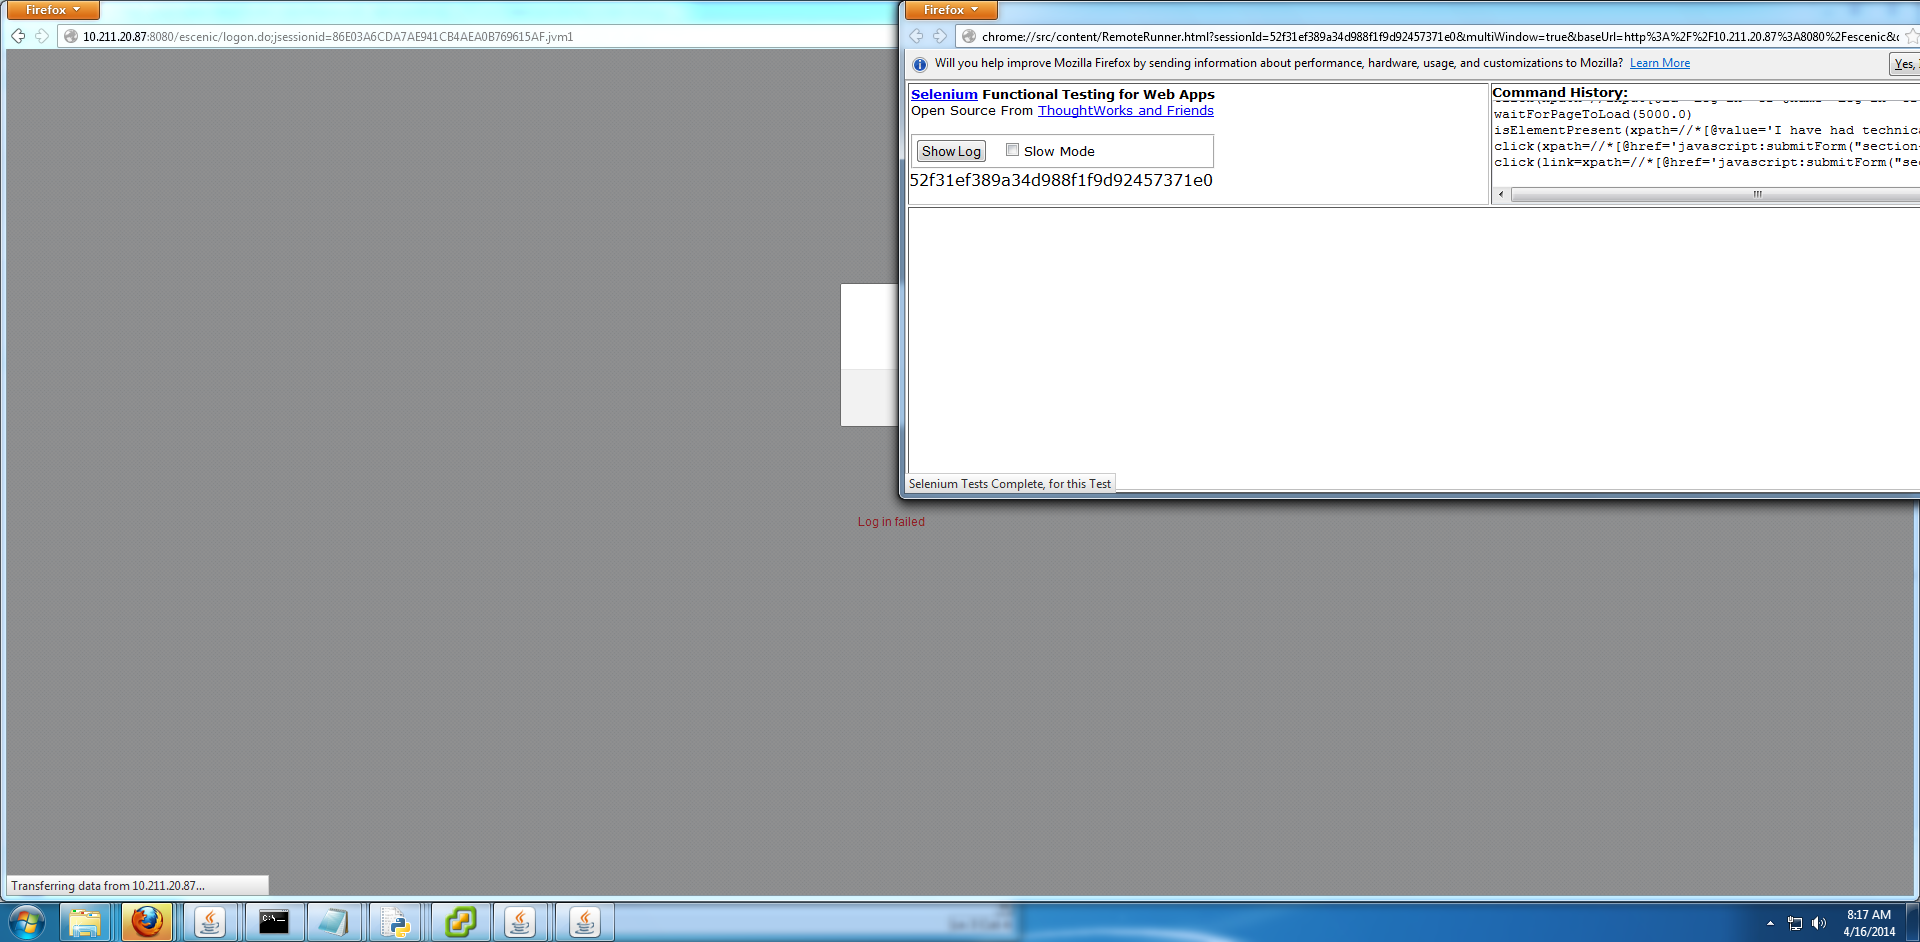 Firefox
10.211.20.87:8080/escenic/logon.do;jsessionid=86E03A6CDA7AE941CB4AEA0B769615AF.jvm1
Log in failed
Transferring data from 10.211.20.87...
Firefox
chrome://src/content/RemoteRunner.html?sessionId=52f31ef389a34d988f1f9d92457371e0&multiWindow=true&baseUrl=http%3A%2F%2F10.211.20.87%3A8080%2Fescenic&
Will you help improve Mozilla Firefox by sending information about performance, hardware, usage, and customizations to Mozilla? Learn More
Yes,
Selenium Functional Testing for Web Apps
Open Source From ThoughtWorks and Friends
Show Log Slow Mode
52f31ef389a34d988f1f9d92457371e0
Command History:
waitForPageToLoad(5000.0)
isElementPresent(xpath=//*[@value='I have had technica
click(xpath=//*[@href='javascript:submitForm("section-
click(link=xpath=//*[@href='javascript:submitForm("sec
Selenium Tests Complete, for this Test
8:17 AM
4/16/2014